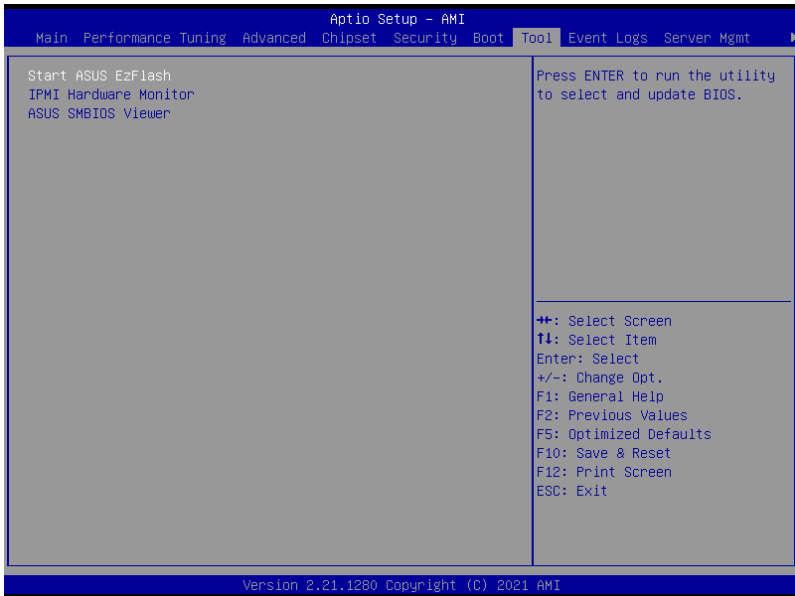 Aptio Setup - AMI
Main Performance Tuning Advanced Chipset Security Boot Tool Event Logs Server Mgmt
Start ASUS EzFlash
IPMI Hardware Monitor
ASUS SMBIOS Viewer
Press ENTER to run the utility
to select and update BIOS.
→←: Select Screen
↑↓: Select Item
Enter: Select
+/-: Change Opt.
F1: General Help
F2: Previous Values
F5: Optimized Defaults
F10: Save & Reset
F12: Print Screen
ESC: Exit
Version 2.21.1280 Copyright (C) 2021 AMI